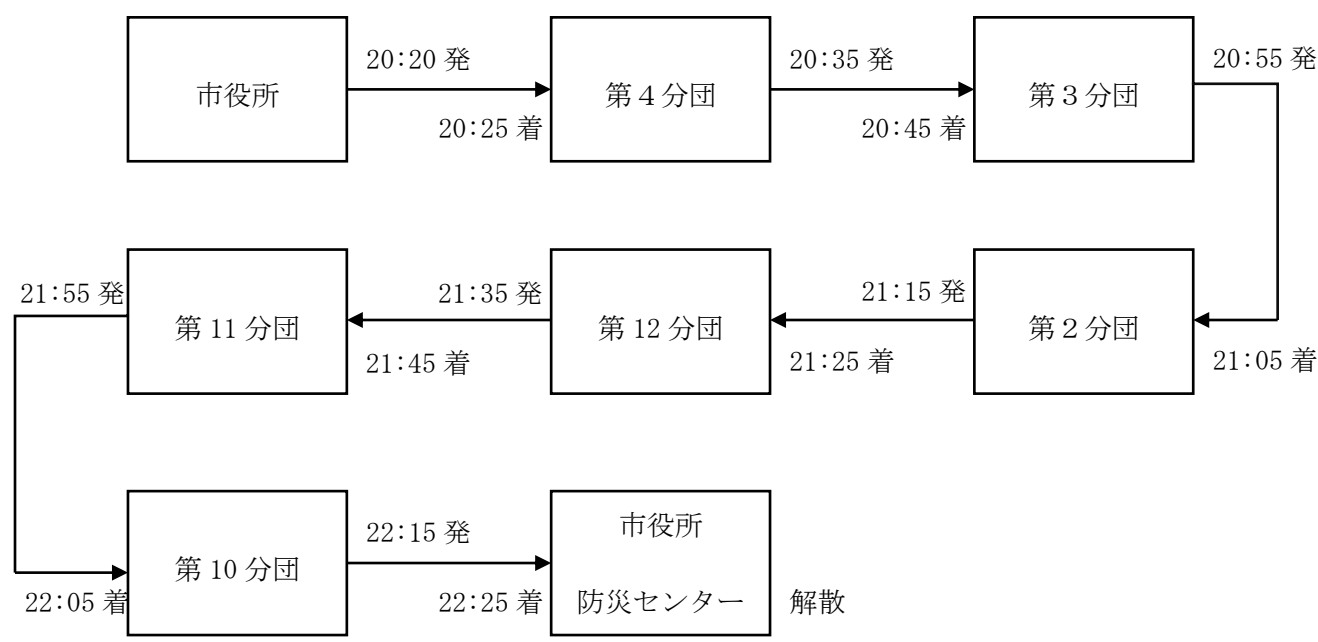 市役所
20:20 発
20:25 着
第４分団
20:35 発
20:45 着
第３分団
20:55 発
21:05 着
第２分団
21:15 発
21:25 着
第 12 分団
21:35 発
21:45 着
第 11 分団
21:55 発
22:05 着
第 10 分団
22:15 発
22:25 着
市役所
防災センター
解散